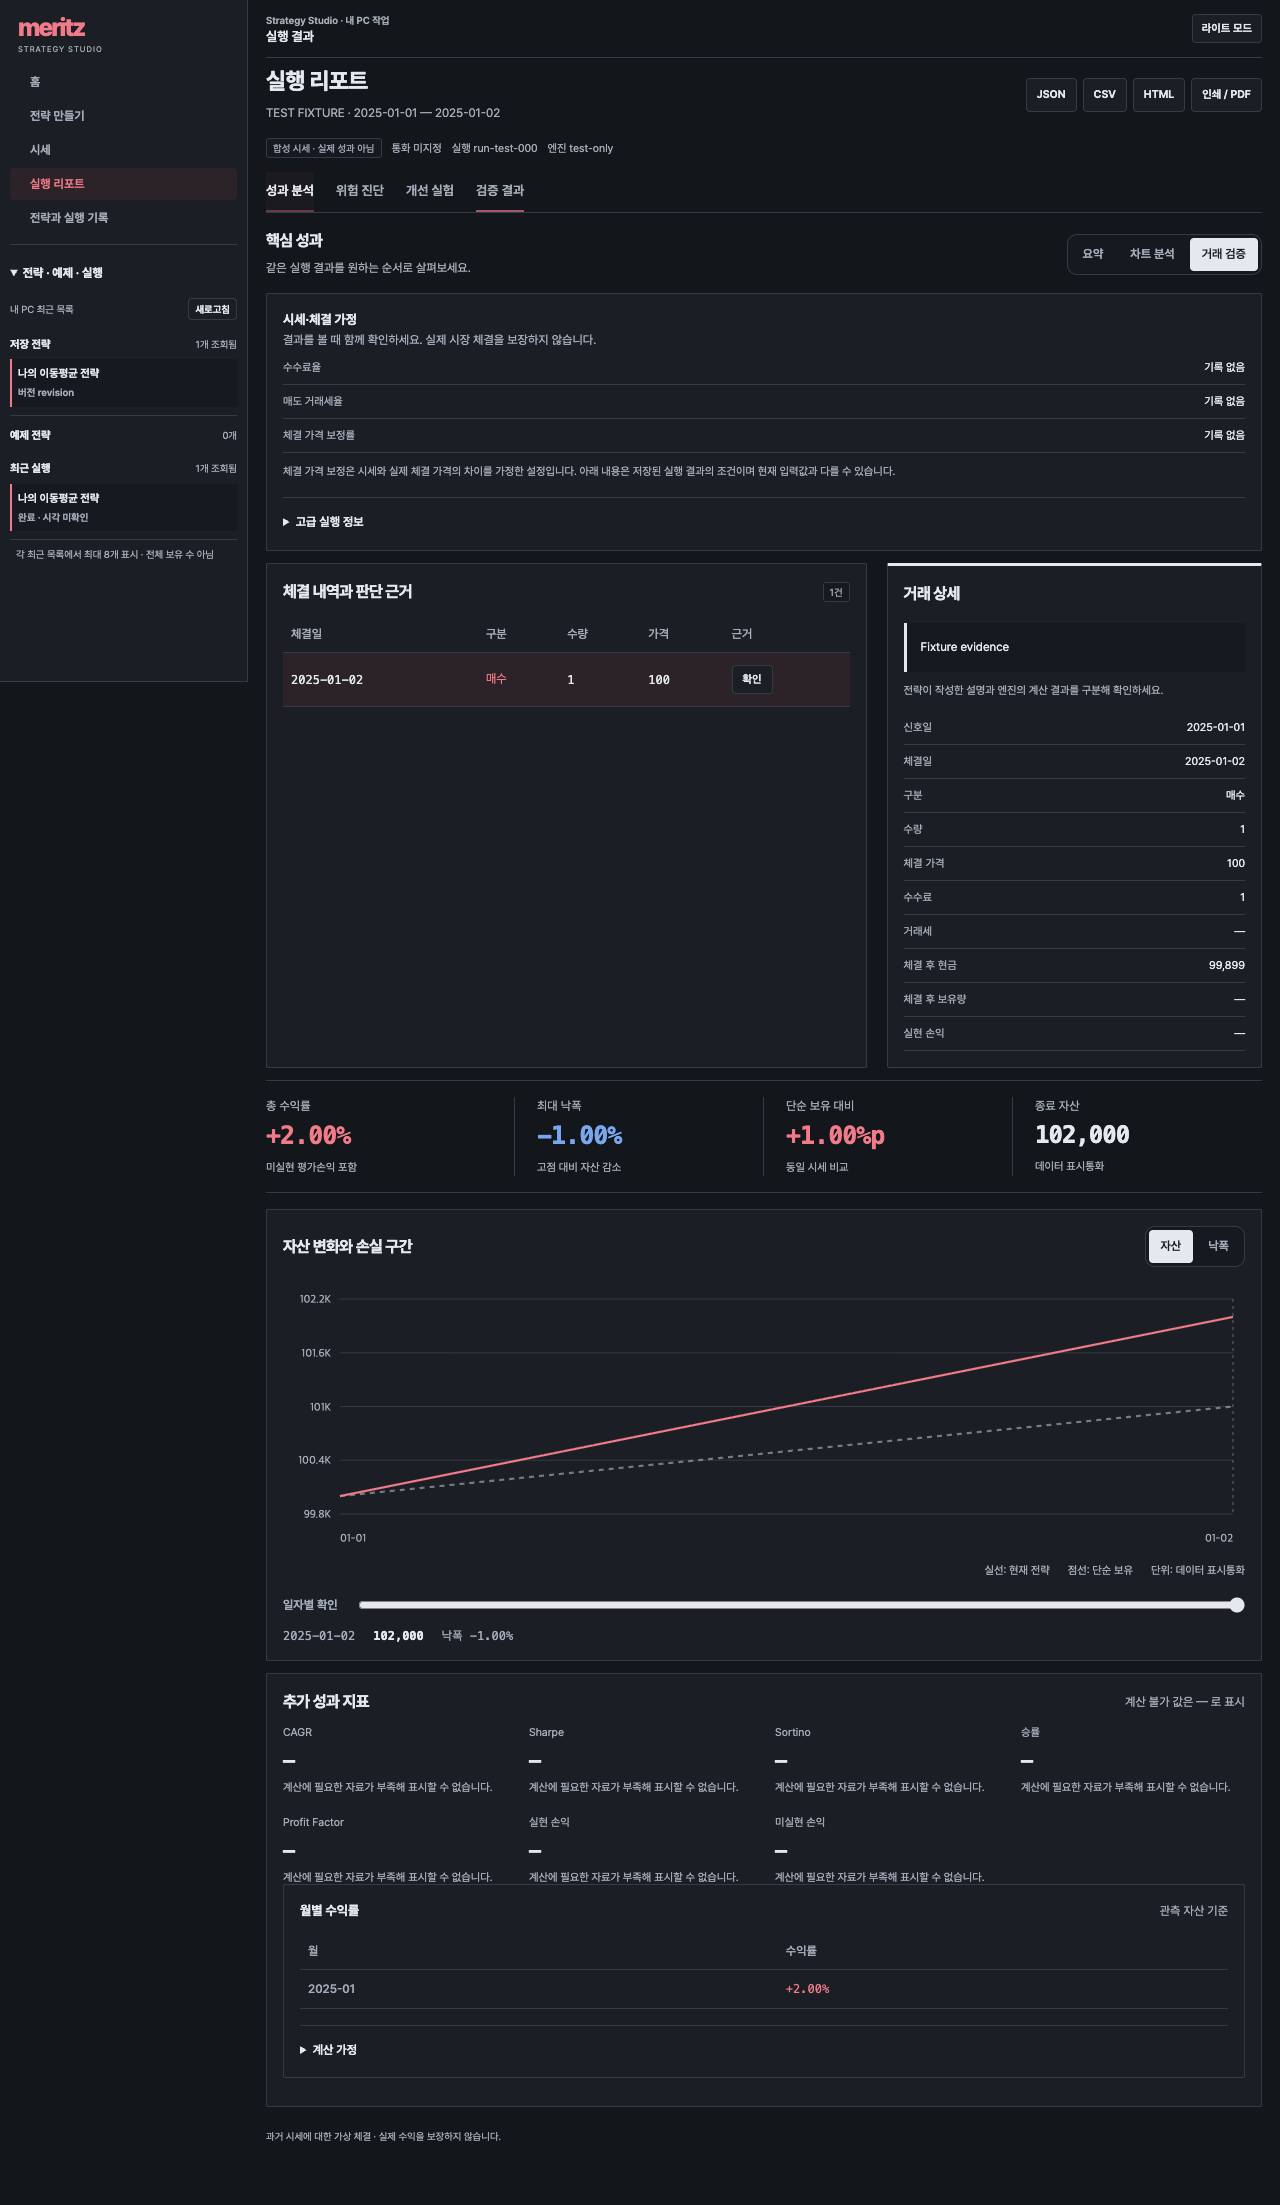 meritz
STRATEGY STUDIO
홈
전략 만들기
시세
실행 리포트
전략과 실행 기록
▼ 전략 · 예제 · 실행
내 PC 최근 목록 새로고침
저장 전략 1개 조회됨
나의 이동평균 전략
버전 revision
예제 전략 0개
최근 실행 1개 조회됨
나의 이동평균 전략
완료 · 시각 미확인
각 최근 목록에서 최대 8개 표시 · 전체 보유 수 아님
Strategy Studio · 내 PC 작업
실행 결과
라이트 모드
실행 리포트
TEST FIXTURE · 2025-01-01 — 2025-01-02
JSON CSV HTML 인쇄 / PDF
합성 시세 · 실제 성과 아님 통화 미지정 실행 run-test-000 엔진 test-only
성과 분석 위험 진단 개선 실험 검증 결과
핵심 성과
같은 실행 결과를 원하는 순서로 살펴보세요.
요약 차트 분석 거래 검증
시세·체결 가정
결과를 볼 때 함께 확인하세요. 실제 시장 체결을 보장하지 않습니다.
수수료율 기록 없음
매도 거래세율 기록 없음
체결 가격 보정률 기록 없음
체결 가격 보정은 시세와 실제 체결 가격의 차이를 가정한 설정입니다. 아래 내용은 저장된 실행 결과의 조건이며 현재 입력값과 다를 수 있습니다.
▶ 고급 실행 정보
체결 내역과 판단 근거 1건
체결일 구분 수량 가격 근거
2025-01-02 매수 1 100 확인
거래 상세
Fixture evidence
전략이 작성한 설명과 엔진의 계산 결과를 구분해 확인하세요.
신호일 2025-01-01
체결일 2025-01-02
구분 매수
수량 1
체결 가격 100
수수료 1
거래세 —
체결 후 현금 99,899
체결 후 보유량 —
실현 손익 —
총 수익률 최대 낙폭 단순 보유 대비 종료 자산
+2.00% −1.00% +1.00%p 102,000
미실현 평가손익 포함 고점 대비 자산 감소 동일 시세 비교 데이터 표시통화
자산 변화와 손실 구간 자산 낙폭
102.2K
101.6K
101K
100.4K
99.8K
01-01 01-02
실선: 현재 전략 점선: 단순 보유 단위: 데이터 표시통화
일자별 확인
2025-01-02 102,000 낙폭 -1.00%
추가 성과 지표 계산 불가 값은 — 로 표시
CAGR Sharpe Sortino 승률
— — — —
계산에 필요한 자료가 부족해 표시할 수 없습니다. 계산에 필요한 자료가 부족해 표시할 수 없습니다. 계산에 필요한 자료가 부족해 표시할 수 없습니다. 계산에 필요한 자료가 부족해 표시할 수 없습니다.
Profit Factor 실현 손익 미실현 손익
— — —
계산에 필요한 자료가 부족해 표시할 수 없습니다. 계산에 필요한 자료가 부족해 표시할 수 없습니다. 계산에 필요한 자료가 부족해 표시할 수 없습니다.
월별 수익률 관측 자산 기준
월 수익률
2025-01 +2.00%
▶ 계산 가정
과거 시세에 대한 가상 체결 · 실제 수익을 보장하지 않습니다.